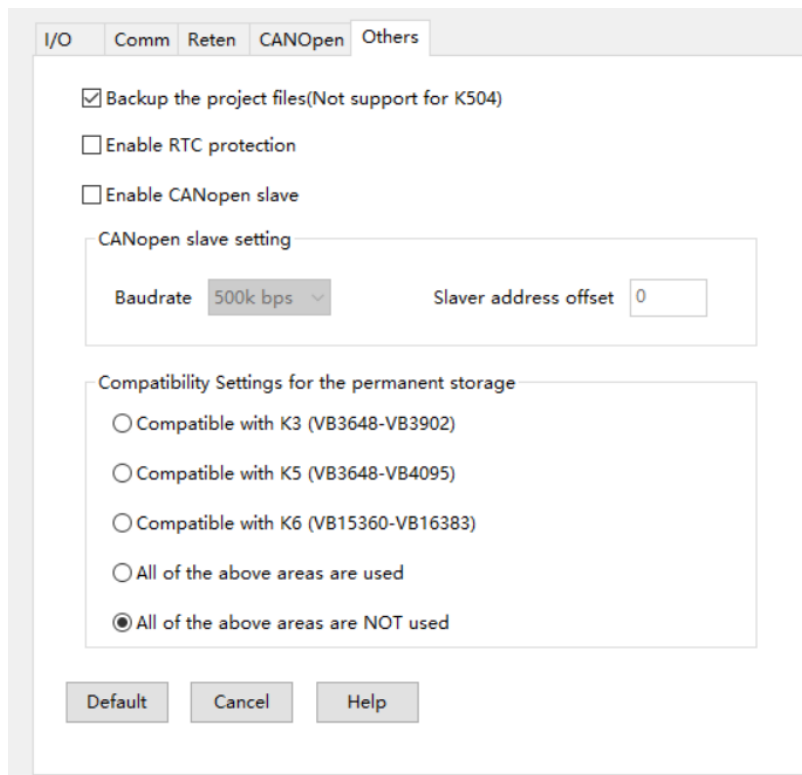 I/O Comm Reten CANOpen Others
Backup the project files(Not support for K504)
Enable RTC protection
Enable CANopen slave
CANopen slave setting
Baudrate 500k bps Slaver address offset 0
Compatibility Settings for the permanent storage
Compatible with K3 (VB3648-VB3902)
Compatible with K5 (VB3648-VB4095)
Compatible with K6 (VB15360-VB16383)
All of the above areas are used
All of the above areas are NOT used
Default Cancel Help